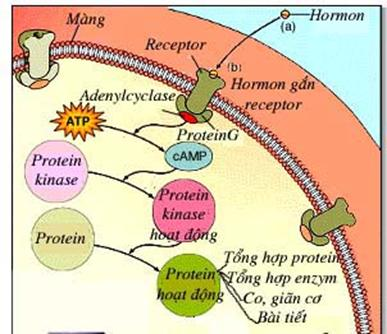 Màng
Hormon
(a)
Receptor
(b)
Hormon gắn
receptor
Adenylcyclase
ATP
ProteinG
cAMP
Protein
kinase
Protein
kinase
hoạt động
Protein
Protein
hoạt động
Tổng hợp protein
Tổng hợp enzym
Co, giãn cơ
Bài tiết